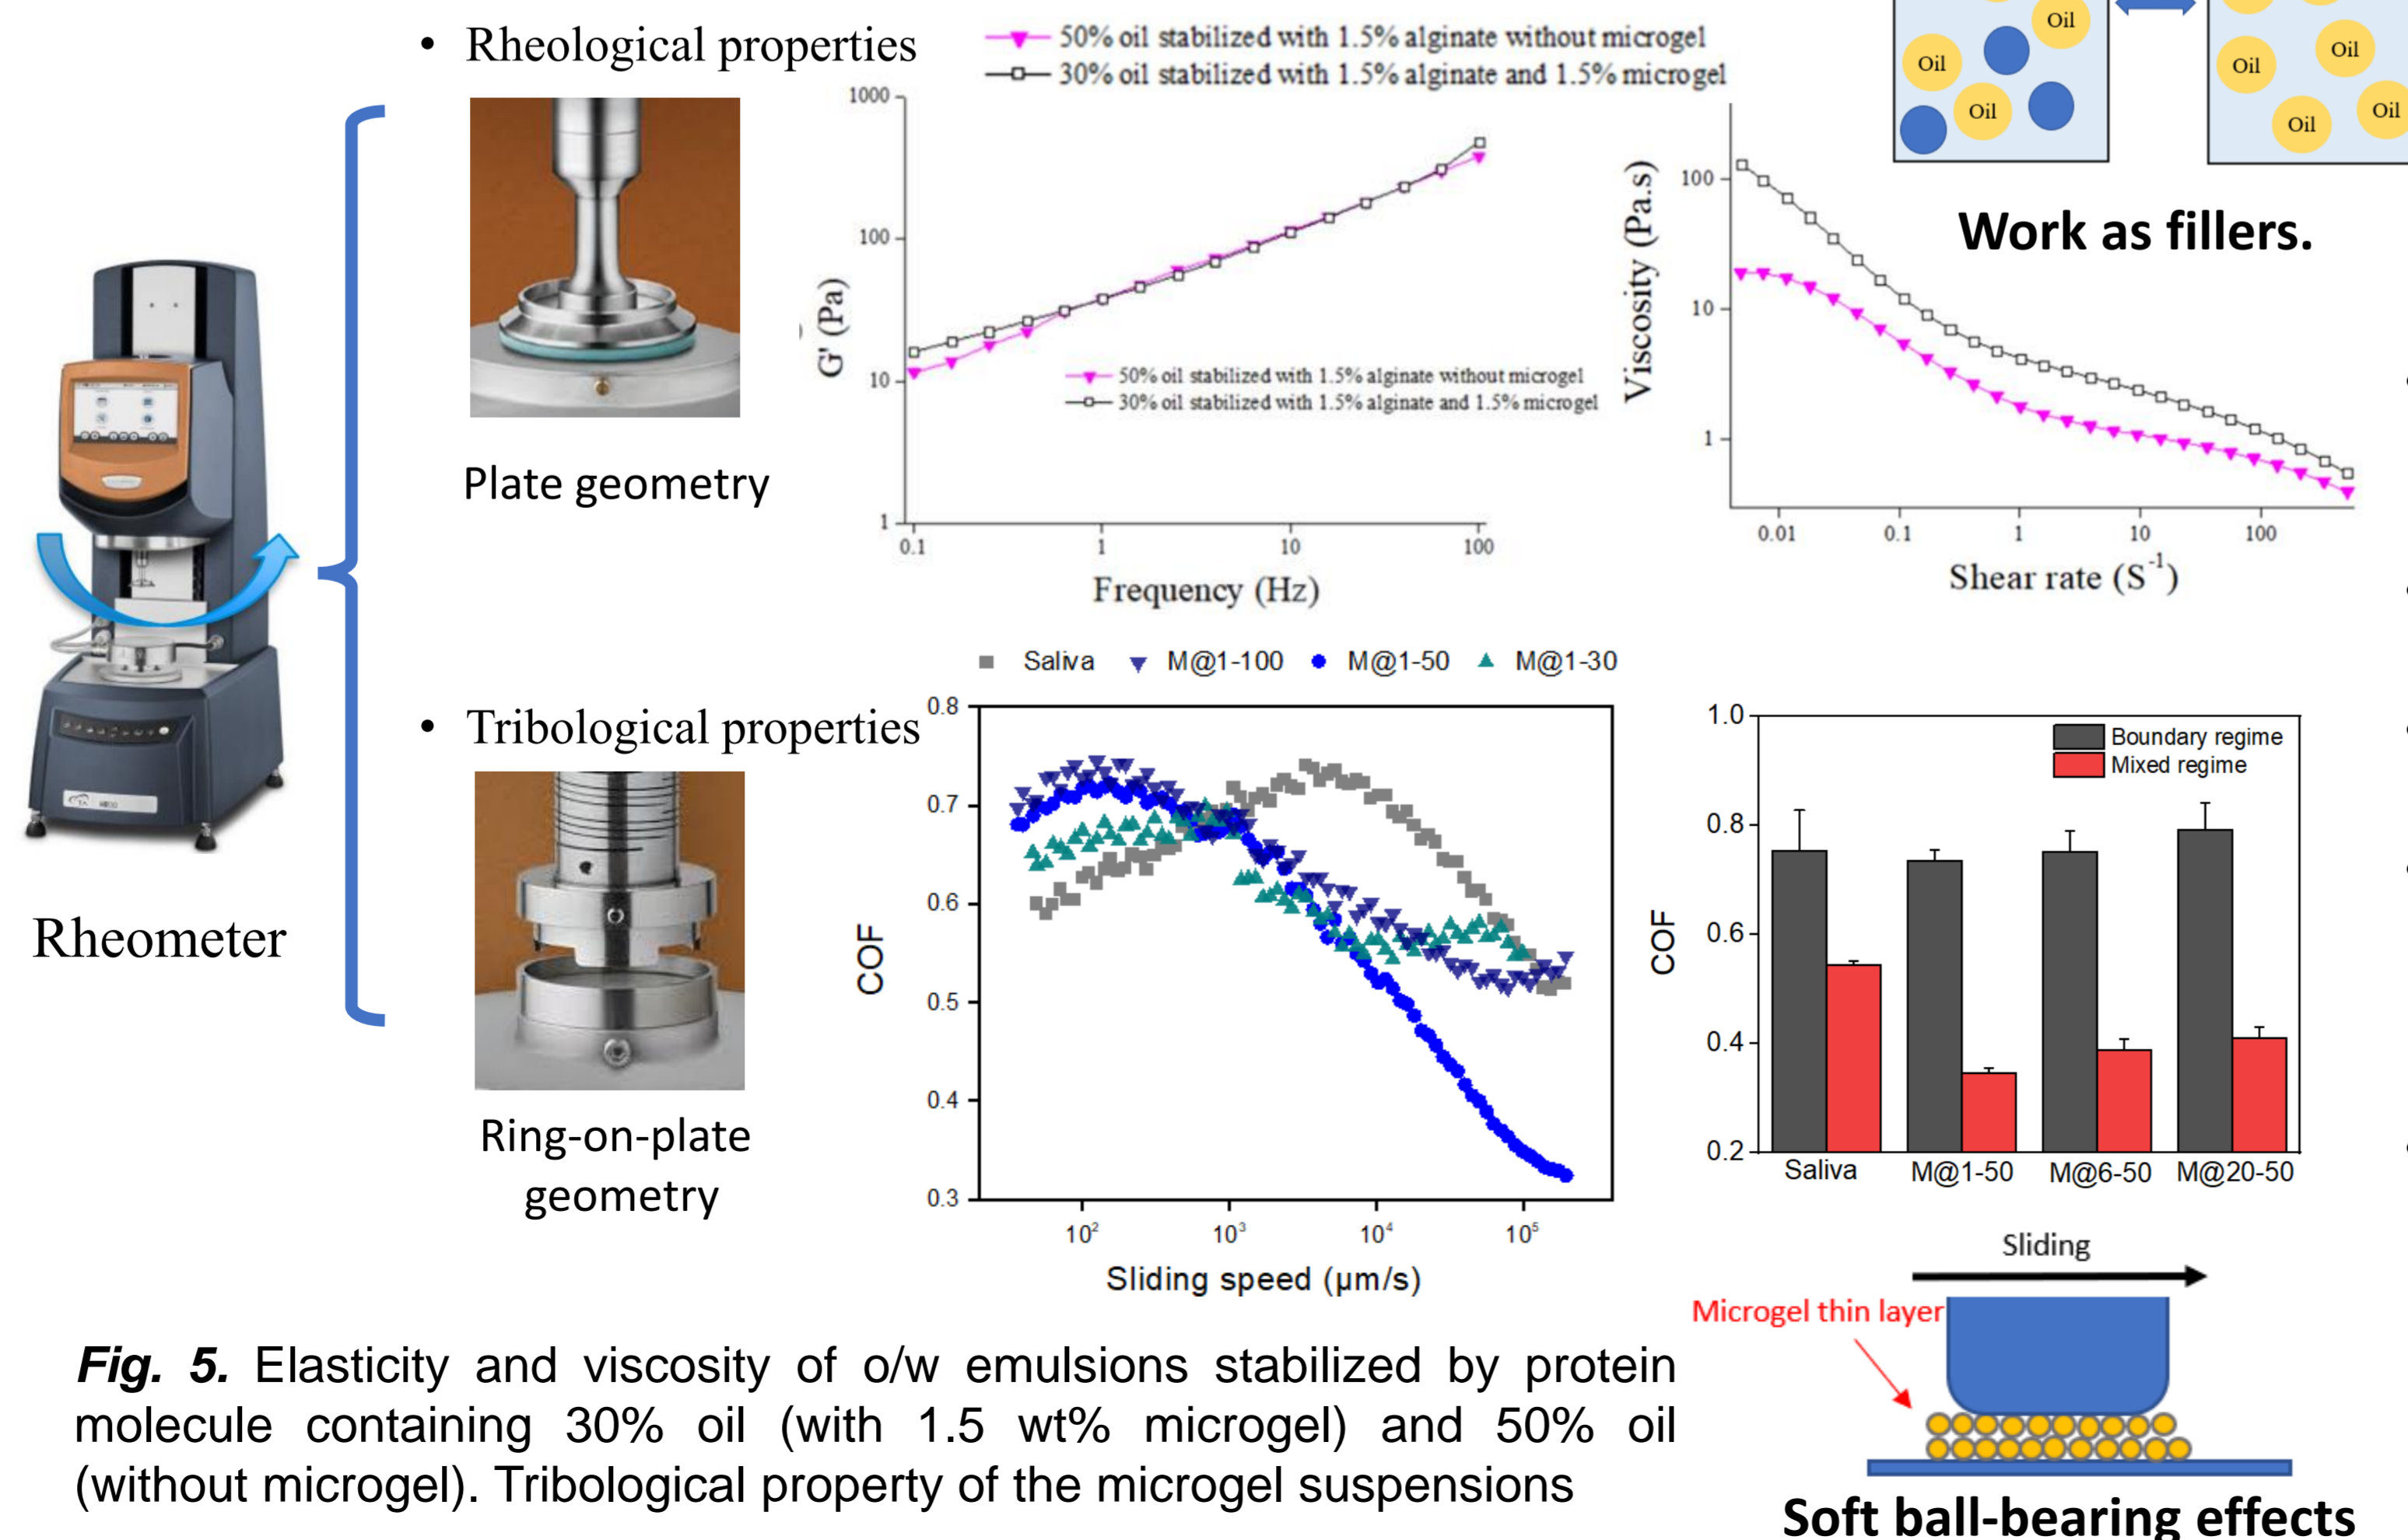 • Rheological properties
50% oil stabilized with 1.5% alginate without microgel
30% oil stabilized with 1.5% alginate and 1.5% microgel
Plate geometry
1000
100
10
1
G' (Pa)
50% oil stabilized with 1.5% alginate without microgel
30% oil stabilized with 1.5% alginate and 1.5% microgel
0.1 1 10 100
Frequency (Hz)
Oil
Oil
Oil
Oil
Oil
Oil
Oil
Work as fillers.
100
10
1
Viscosity (Pa.s)
0.01 0.1 1 10 100
Shear rate (S⁻¹)
Rheometer
• Tribological properties
Ring-on-plate
geometry
Saliva M@1-100 M@1-50 M@1-30
0.8
0.7
0.6
0.5
0.4
0.3
COF
10² 10³ 10⁴ 10⁵
Sliding speed (μm/s)
1.0
0.8
0.6
0.4
0.2
COF
Boundary regime
Mixed regime
Saliva M@1-50 M@6-50 M@20-50
Sliding
Microgel thin layer
Soft ball-bearing effects
Fig. 5. Elasticity and viscosity of o/w emulsions stabilized by protein
molecule containing 30% oil (with 1.5 wt% microgel) and 50% oil
(without microgel). Tribological property of the microgel suspensions